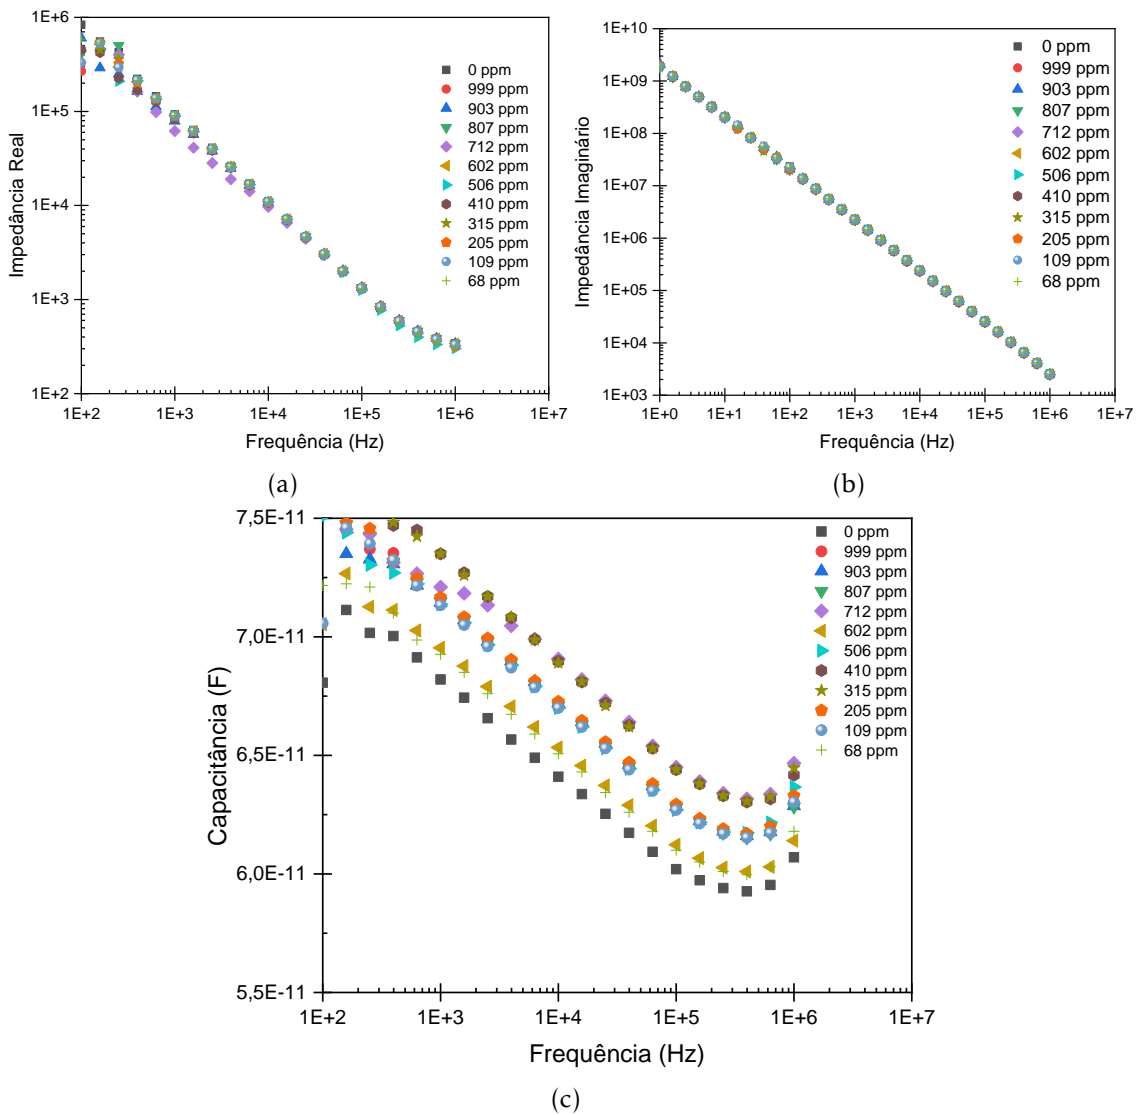 1E+6
1E+5
1E+4
1E+3
1E+2
Impedância Real
0 ppm
999 ppm
903 ppm
807 ppm
712 ppm
602 ppm
506 ppm
410 ppm
315 ppm
205 ppm
109 ppm
68 ppm
1E+2 1E+3 1E+4 1E+5 1E+6 1E+7
Frequência (Hz)
(a)
1E+10
1E+09
1E+08
1E+07
1E+06
1E+05
1E+04
1E+03
Impedância Imaginário
0 ppm
999 ppm
903 ppm
807 ppm
712 ppm
602 ppm
506 ppm
410 ppm
315 ppm
205 ppm
109 ppm
68 ppm
1E+0 1E+1 1E+2 1E+3 1E+4 1E+5 1E+6 1E+7
Frequência (Hz)
(b)
7,5E-11
7,0E-11
6,5E-11
6,0E-11
5,5E-11
Capacitância (F)
0 ppm
999 ppm
903 ppm
807 ppm
712 ppm
602 ppm
506 ppm
410 ppm
315 ppm
205 ppm
109 ppm
68 ppm
1E+2 1E+3 1E+4 1E+5 1E+6 1E+7
Frequência (Hz)
(c)